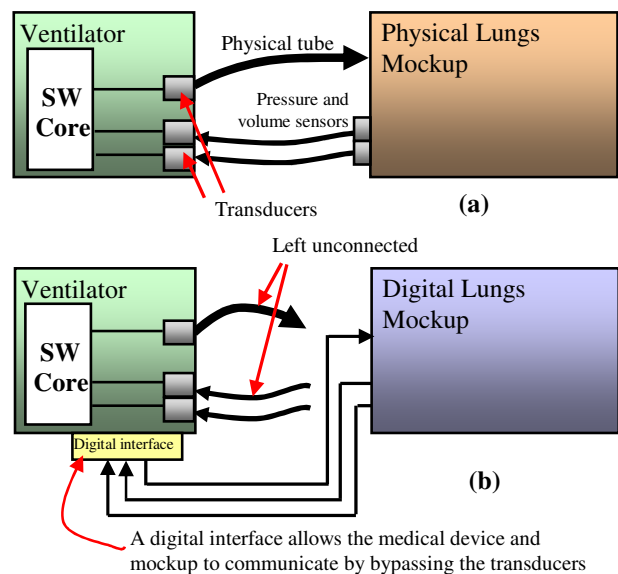 Ventilator
SW
Core
Physical tube
Pressure and
volume sensors
Physical Lungs
Mockup
Transducers
(a)
Left unconnected
Ventilator
SW
Core
Digital interface
Digital Lungs
Mockup
(b)
A digital interface allows the medical device and
mockup to communicate by bypassing the transducers